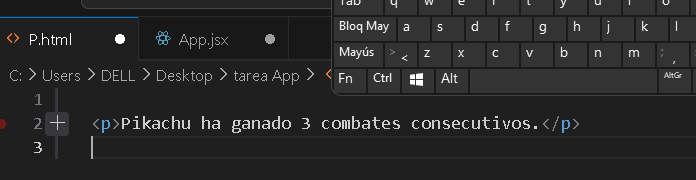 Tab q w e r t y u i o
Bloq May a s d f g h j k l
Mayús > < z x c v b n m ; ,
Fn Ctrl Alt AltGr
<> P.html App.jsx
C: > Users > DELL > Desktop > tarea App > <
1
2 <p>Pikachu ha ganado 3 combates consecutivos.</p>
3